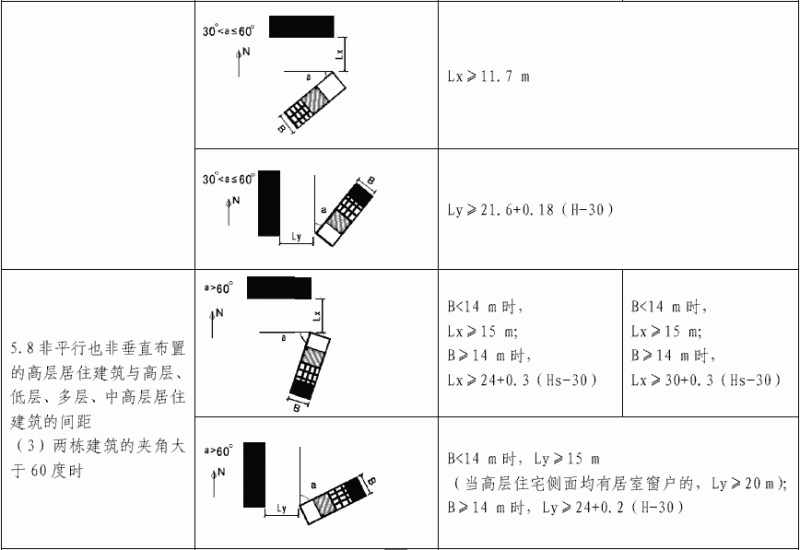 30°<a≤60°
N
Lx
a
B
Lx≥11.7 m
30°<a≤60°
N
B
a
Ly
Ly≥21.6+0.18(H-30)
5.8非平行也非垂直布置
的高层居住建筑与高层、
低层、多层、中高层居住
建筑的间距
（3）两栋建筑的夹角大
于60度时
a>60°
N
Lx
a
B
B<14 m时，
Lx≥15 m;
B≥14 m时，
Lx≥24+0.3(Hs-30)
B<14 m时，
Lx≥15 m;
B≥14 m时，
Lx≥30+0.3(Hs-30)
a>60°
N
a
B
Ly
B<14 m时，Ly≥15 m
（当高层住宅侧面均有居室窗户的，Ly≥20m）;
B≥14 m时，Ly≥24+0.2(H-30)